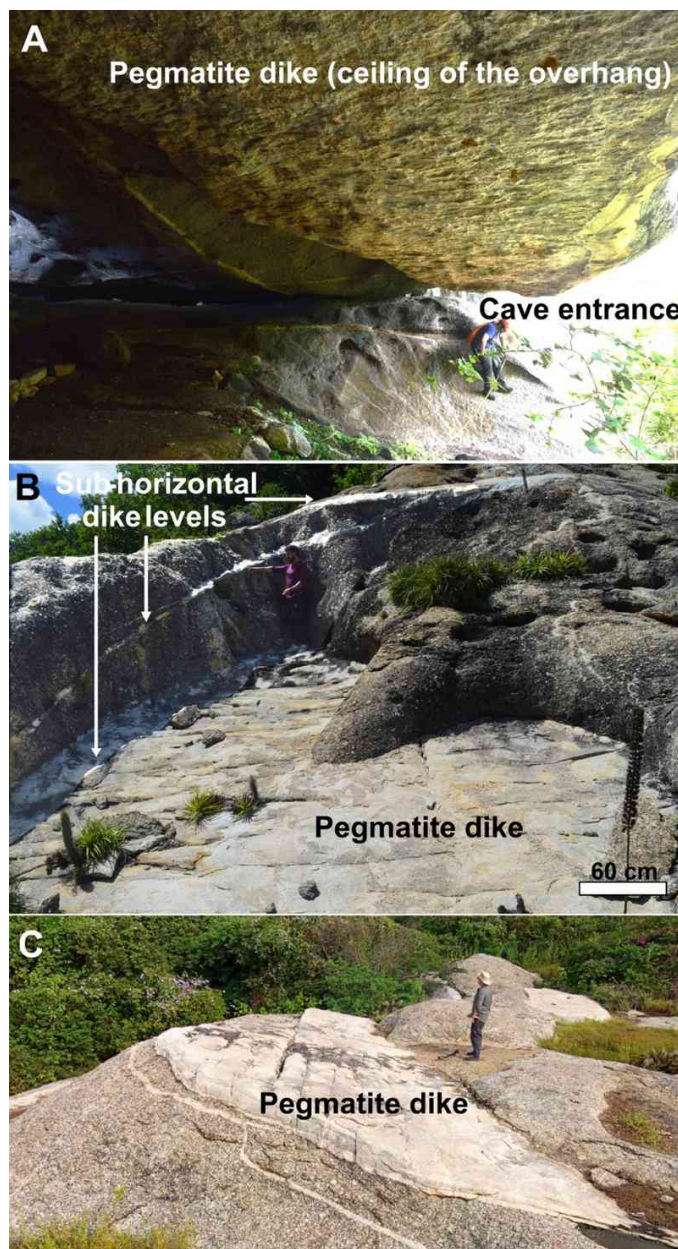 A
Pegmatite dike (ceiling of the overhang)
Cave entrance
B
Sub-horizontal
dike levels
Pegmatite dike
60 cm
C
Pegmatite dike